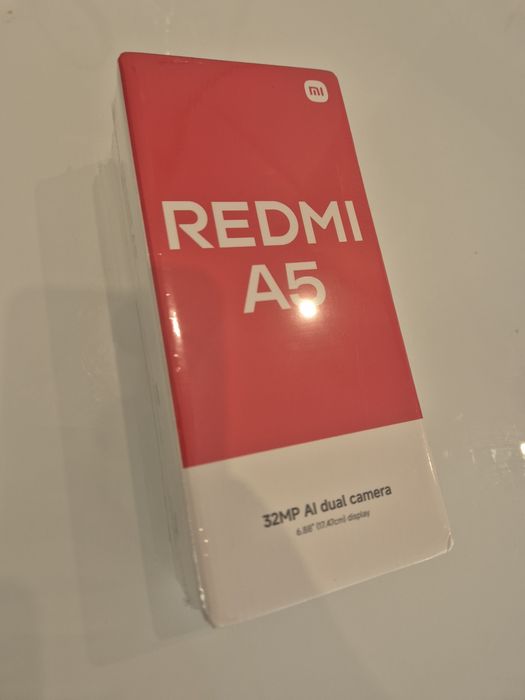 mi
REDMI
A5
32MP AI dual camera
6.88" (17.47cm) display